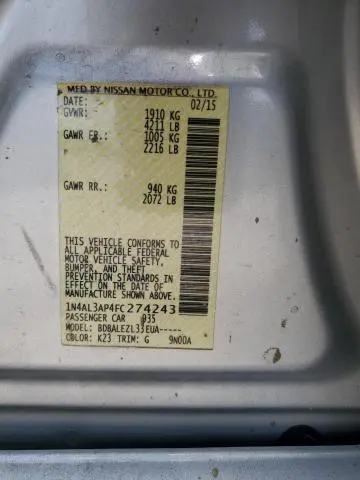 MFD BY NISSAN MOTOR CO., LTD.
DATE: 02/15
GVWR: 1910 KG
4211 LB
GAWR FR: 1005 KG
2216 LB
GAWR RR: 940 KG
2072 LB
THIS VEHICLE CONFORMS TO
ALL APPLICABLE FEDERAL
MOTOR VEHICLE SAFETY,
BUMPER, AND THEFT
PREVENTION STANDARDS
IN EFFECT ON THE DATE OF
MANUFACTURE SHOWN ABOVE
1N4AL3AP4FC274243
PASSENGER CAR 935
MODEL: BDBALEZL33EUA-----
COLOR: K23 TRIM: G 9N00A